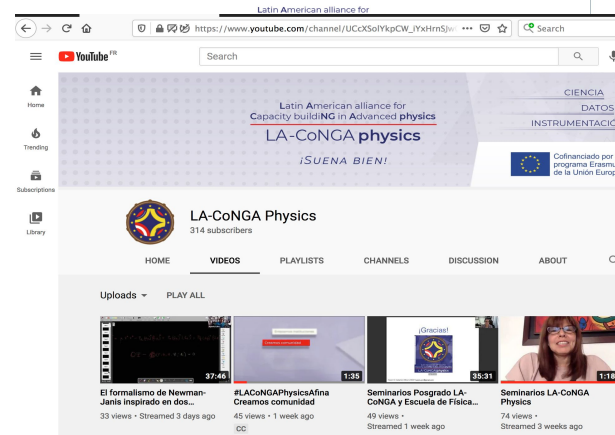 Latin American alliance for
https://www.youtube.com/channel/UCcXSolYkpCW_iYxHrnSJw
Search
YouTube FR
Search
Home
Trending
Subscriptions
Library
Latin American alliance for
Capacity buildiNG in Advanced physics
LA-CoNGA physics
¡SUENA BIEN!
CIENCIA
DATOS
INSTRUMENTACIÓ
Cofinanciado por
programa Erasmu
de la Unión Europ
LA-CoNGA Physics
314 subscribers
HOME VIDEOS PLAYLISTS CHANNELS DISCUSSION ABOUT
Uploads PLAY ALL
37:46
Creamos comunidad
1:35
¡Gracias!
35:31
1:18
El formalismo de Newman-
Janis inspirado en dos...
33 views • Streamed 3 days ago
#LACoNGAPhysicsAfina
Creamos comunidad
45 views • 1 week ago
CC
Seminarios Posgrado LA-
CoNGA y Escuela de Física...
49 views •
Streamed 1 week ago
Seminarios LA-CoNGA
Physics
74 views •
Streamed 3 weeks ago